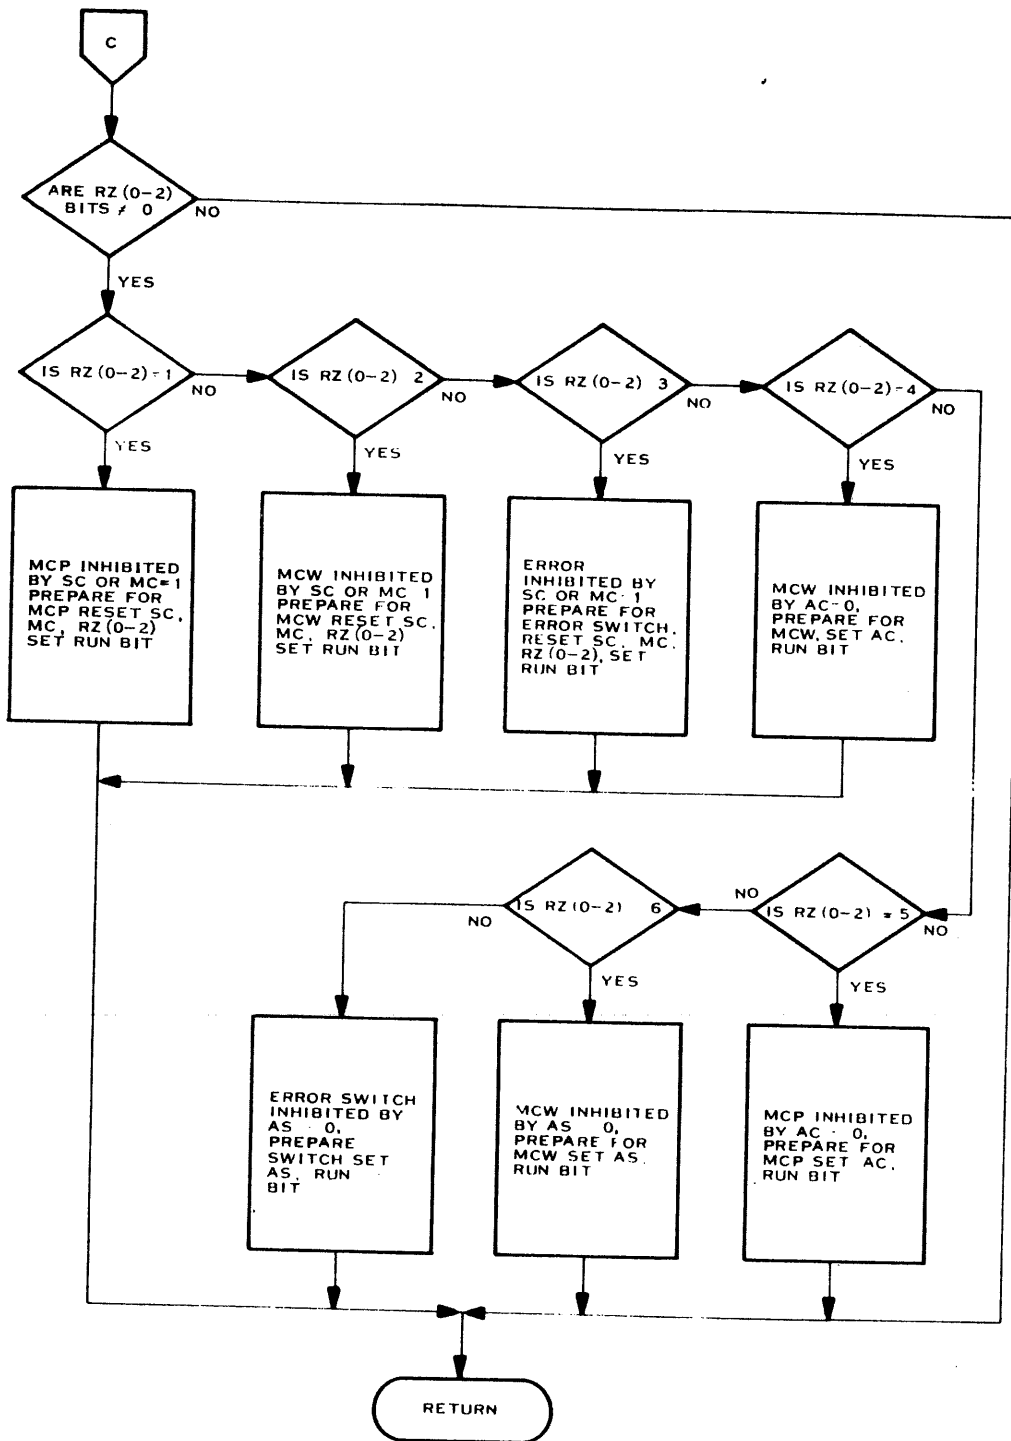 C
ARE RZ(0-2)
BITS ≠ 0
NO
YES
IS RZ(0-2)-1
NO
IS RZ(0-2) 2
NO
IS RZ(0-2) 3
NO
IS RZ(0-2)-4
NO
YES
YES
YES
YES
MCP INHIBITED
BY SC OR MC=1
PREPARE FOR
MCP RESET SC,
MC, RZ(0-2)
SET RUN BIT
MCW INHIBITED
BY SC OR MC 1
PREPARE FOR
MCW RESET SC,
MC, RZ(0-2)
SET RUN BIT
ERROR
INHIBITED BY
SC OR MC- 1
PREPARE FOR
ERROR SWITCH,
RESET SC, MC,
RZ(0-2), SET
RUN BIT
MCW INHIBITED
BY AC-0,
PREPARE FOR
MCW, SET AC,
RUN BIT
IS RZ(0-2) 6
NO
NO
IS RZ(0-2) = 5
NO
YES
YES
ERROR SWITCH
INHIBITED BY
AS - 0,
PREPARE
SWITCH SET
AS, RUN
BIT
MCW INHIBITED
BY AS 0,
PREPARE FOR
MCW SET AS,
RUN BIT
MCP INHIBITED
BY AC - 0,
PREPARE FOR
MCP SET AC,
RUN BIT
RETURN